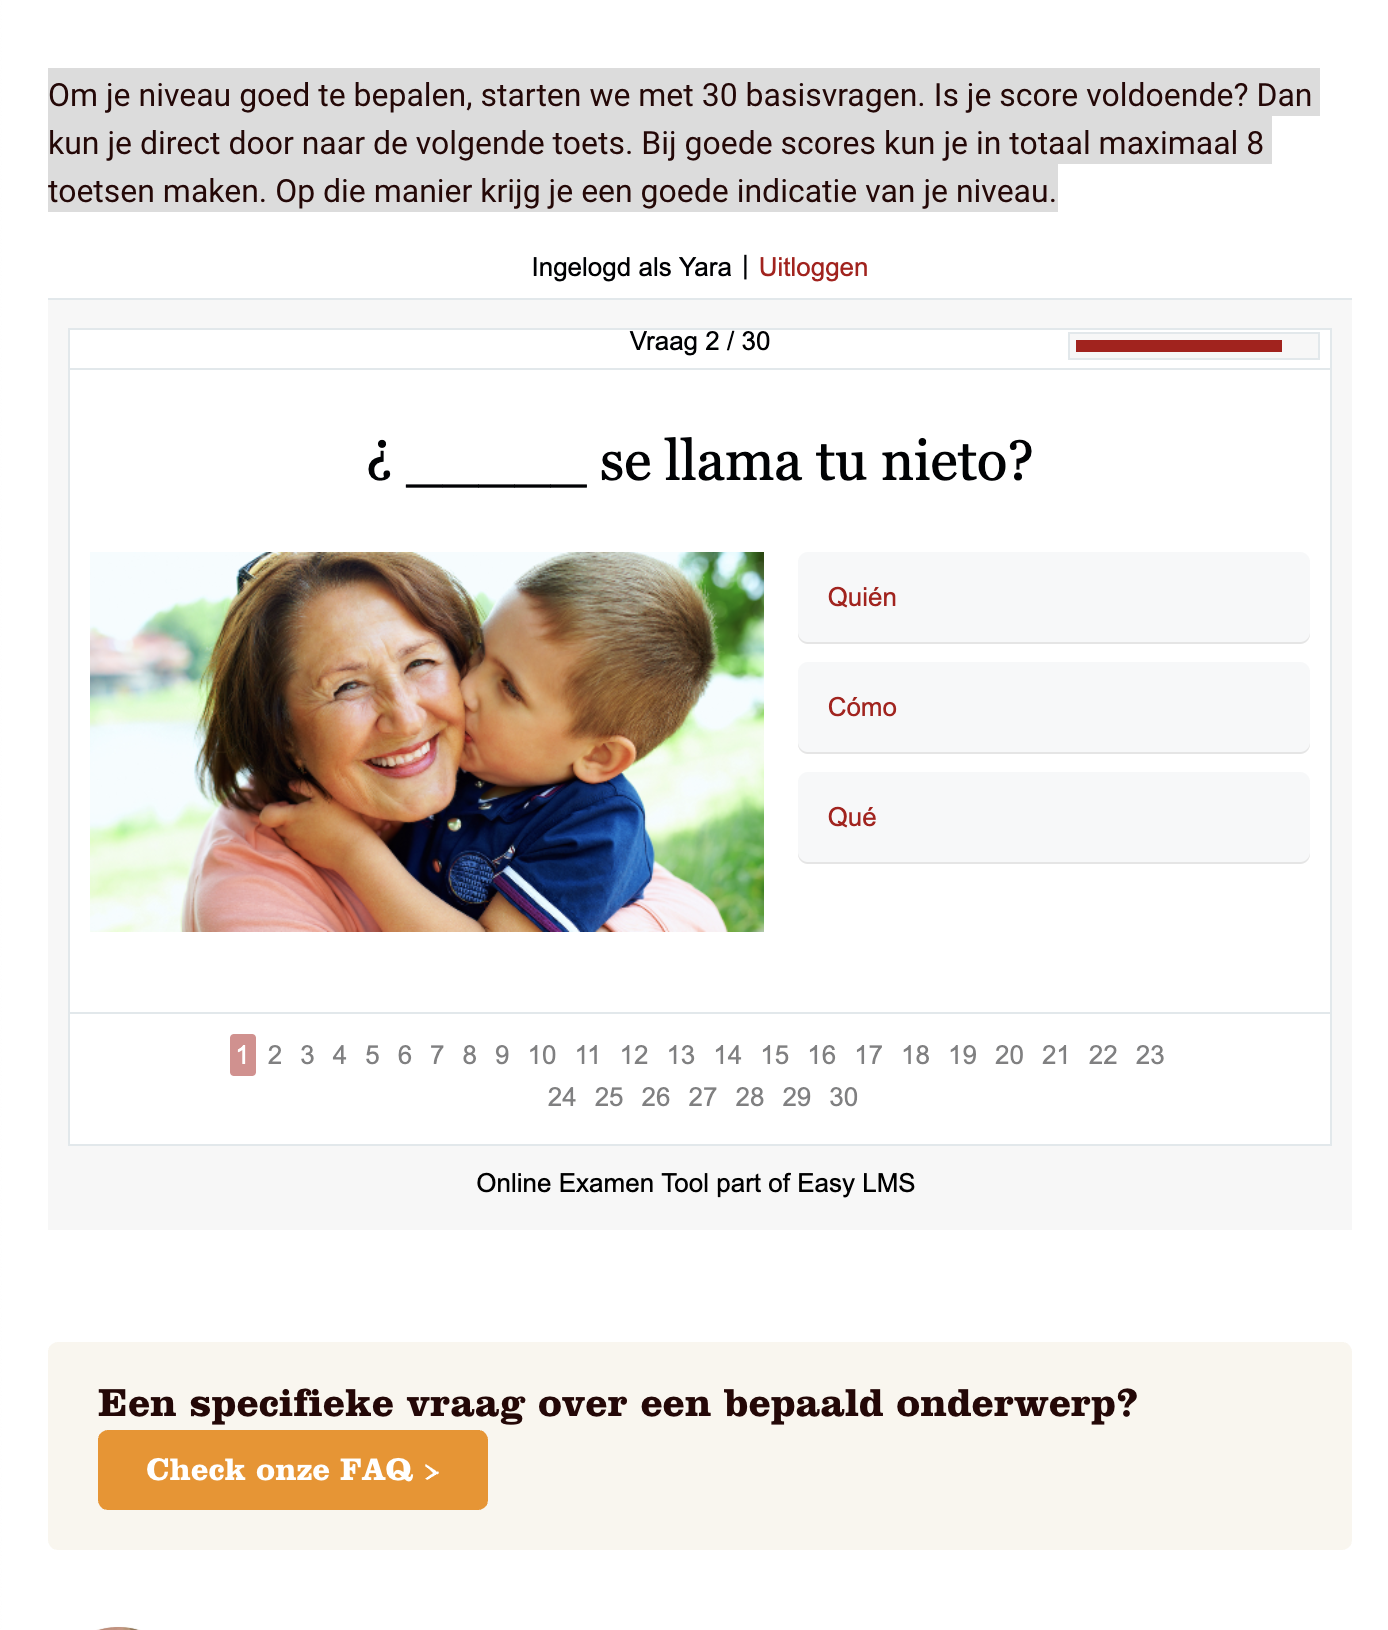 Om je niveau goed te bepalen, starten we met 30 basisvragen. Is je score voldoende? Dan
kun je direct door naar de volgende toets. Bij goede scores kun je in totaal maximaal 8
toetsen maken. Op die manier krijg je een goede indicatie van je niveau.
Ingelogd als Yara | Uitloggen
Vraag 2 / 30
¿ ______ se llama tu nieto?
Quién
Cómo
Qué
1 2 3 4 5 6 7 8 9 10 11 12 13 14 15 16 17 18 19 20 21 22 23
24 25 26 27 28 29 30
Online Examen Tool part of Easy LMS
Een specifieke vraag over een bepaald onderwerp?
Check onze FAQ >